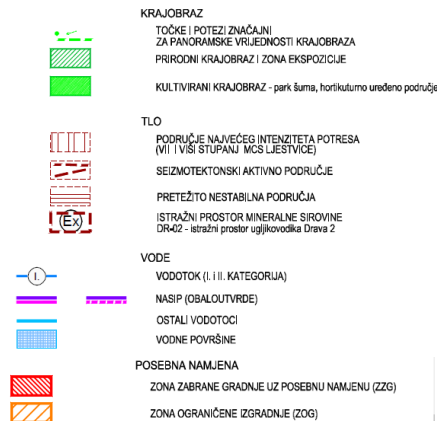 KRAJOBRAZ
TOČKE I POTEZI ZNAČAJNI
ZA PANORAMSKE VRIJEDNOSTI KRAJOBRAZA
PRIRODNI KRAJOBRAZ I ZONA EKSPOZICIJE
KULTIVIRANI KRAJOBRAZ - park šuma, hortikuturno uređeno područje
TLO
PODRUČJE NAJVEĆEG INTENZITETA POTRESA
(VII I VIŠI STUPANJ MCS LJESTVICE)
SEIZMOTEKTONSKI AKTIVNO PODRUČJE
PRETEŽITO NESTABILNA PODRUČJA
Ex
ISTRAŽNI PROSTOR MINERALNE SIROVINE
DR-02 - istražni prostor ugljikovodika Drava 2
VODE
I.
VODOTOK (I. i II. KATEGORIJA)
NASIP (OBALOUTVRDE)
OSTALI VODOTOCI
VODNE POVRŠINE
POSEBNA NAMJENA
ZONA ZABRANE GRADNJE UZ POSEBNU NAMJENU (ZZG)
ZONA OGRANIČENE IZGRADNJE (ZOG)